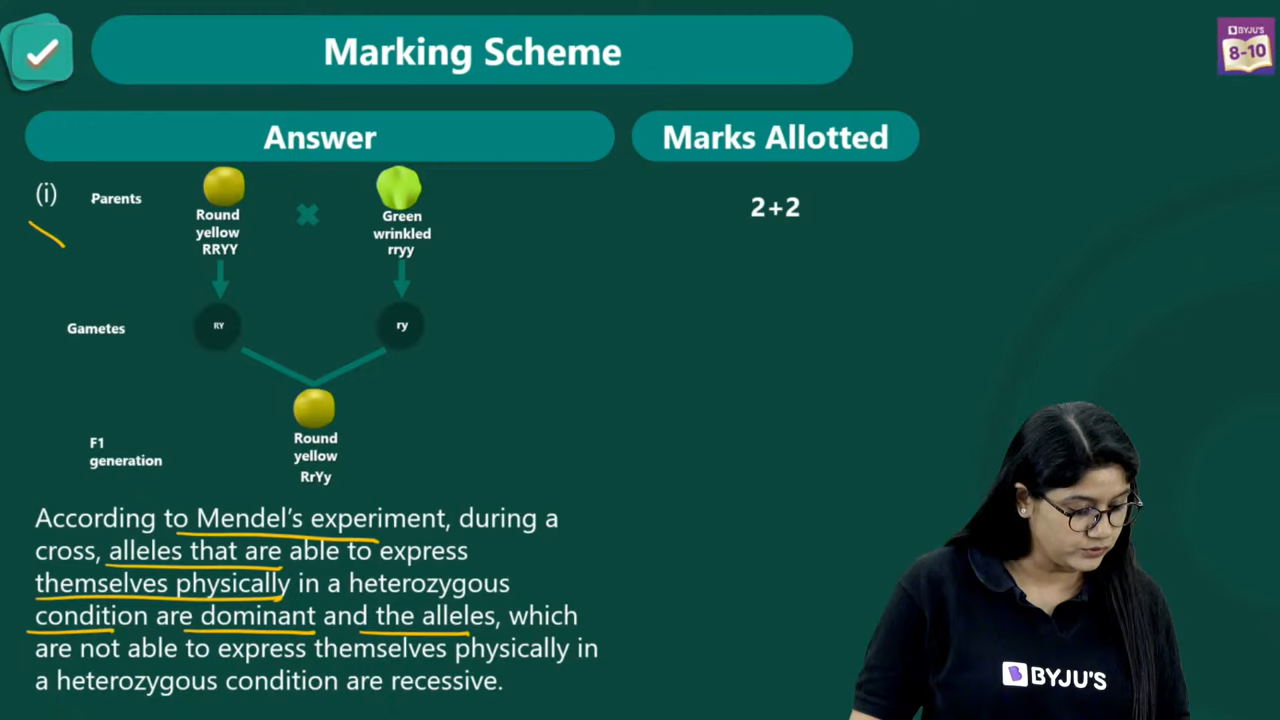 Marking Scheme
BYJU'S
8-10
Answer
Marks Allotted
(i)
Parents
Round
yellow
RRYY
Green
wrinkled
rryy
2+2
Gametes
RY
ry
F1
generation
Round
yellow
RrYy
According to Mendel's experiment, during a
cross, alleles that are able to express
themselves physically in a heterozygous
condition are dominant and the alleles, which
are not able to express themselves physically in
a heterozygous condition are recessive.
BYJU'S